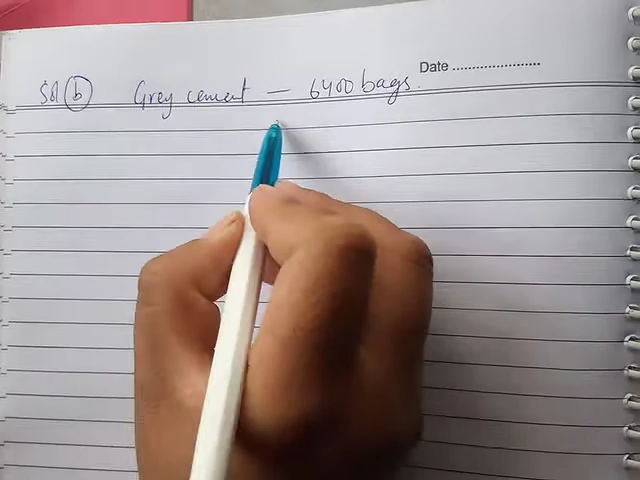 Date ......................
Sol (b) Grey cement — 6400 bags.